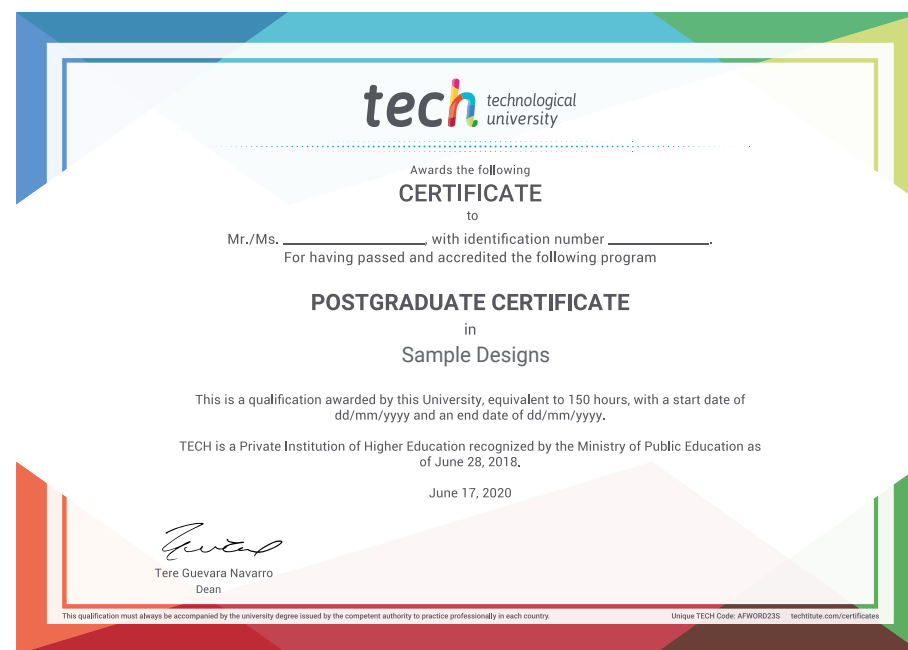 tech technological
university
Awards the following
CERTIFICATE
to
Mr./Ms. ____________, with identification number ____________.
For having passed and accredited the following program
POSTGRADUATE CERTIFICATE
in
Sample Designs
This is a qualification awarded by this University, equivalent to 150 hours, with a start date of
dd/mm/yyyy and an end date of dd/mm/yyyy.
TECH is a Private Institution of Higher Education recognized by the Ministry of Public Education as
of June 28, 2018.
June 17, 2020
Tere Guevara Navarro
Dean
This qualification must always be accompanied by the university degree issued by the competent authority to practice professionally in each country.
Unique TECH Code: AFWORD23S techtitute.com/certificates